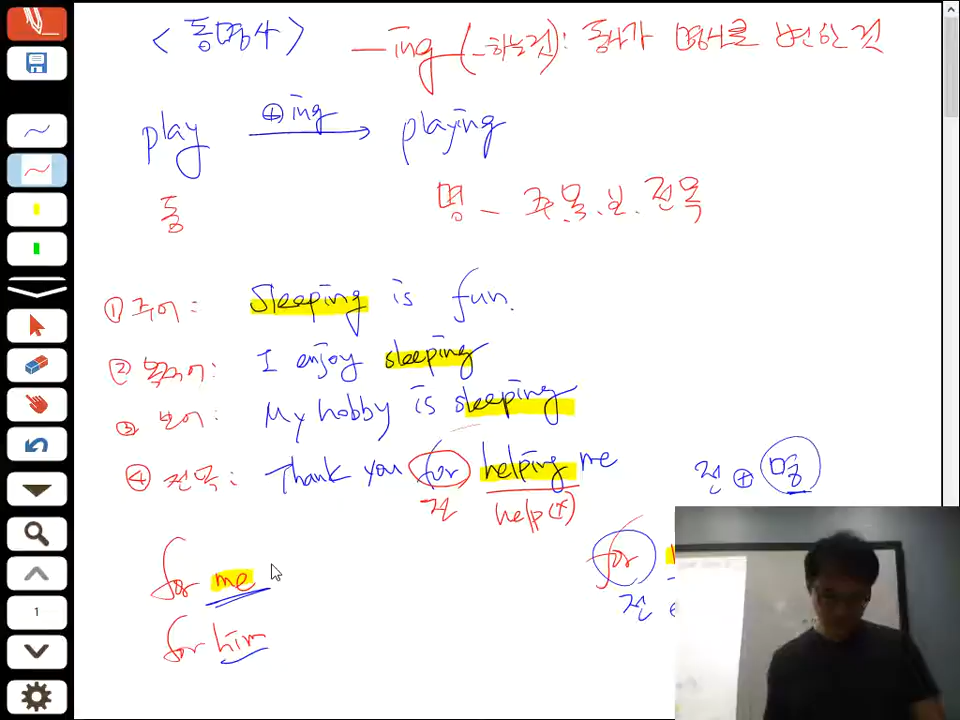 < 동명사 > —ing (_하는것): 동사가 명사로 변한 것
play ⊕ing → playing
동 명 – 주.목.보.전목
① 주어: Sleeping is fun.
② 목적어: I enjoy sleeping
③ 보어: My hobby is sleeping
④ 전목: Thank you for helping me 전 ⊕ 명
전 help(x)
for me for
전
for him
1